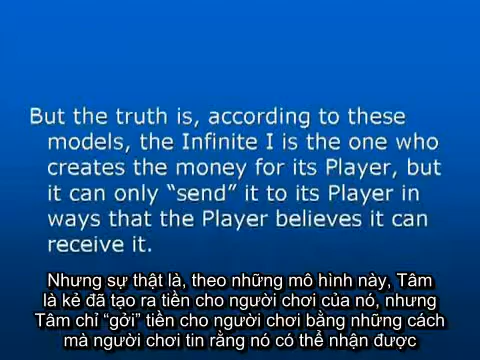 But the truth is, according to these
models, the Infinite I is the one who
creates the money for its Player, but
it can only “send” it to its Player in
ways that the Player believes it can
receive it.
Nhưng sự thật là, theo những mô hình này, Tâm
là kẻ đã tạo ra tiền cho người chơi của nó, nhưng
Tâm chỉ “gởi” tiền cho người chơi bằng những cách
mà người chơi tin rằng nó có thể nhận được